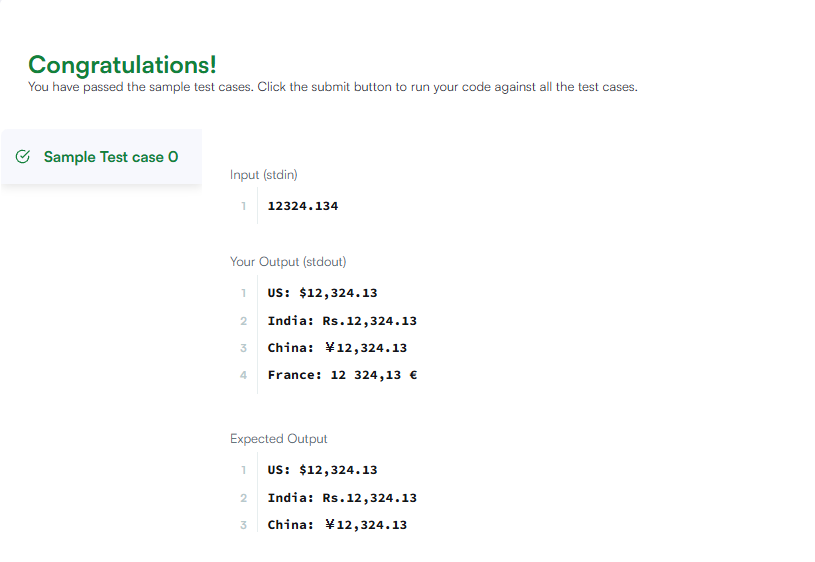 Congratulations!
You have passed the sample test cases. Click the submit button to run your code against all the test cases.
Sample Test case 0
Input (stdin)
1 12324.134
Your Output (stdout)
1 US: $12,324.13
2 India: Rs.12,324.13
3 China: ￥12,324.13
4 France: 12 324,13 €
Expected Output
1 US: $12,324.13
2 India: Rs.12,324.13
3 China: ￥12,324.13